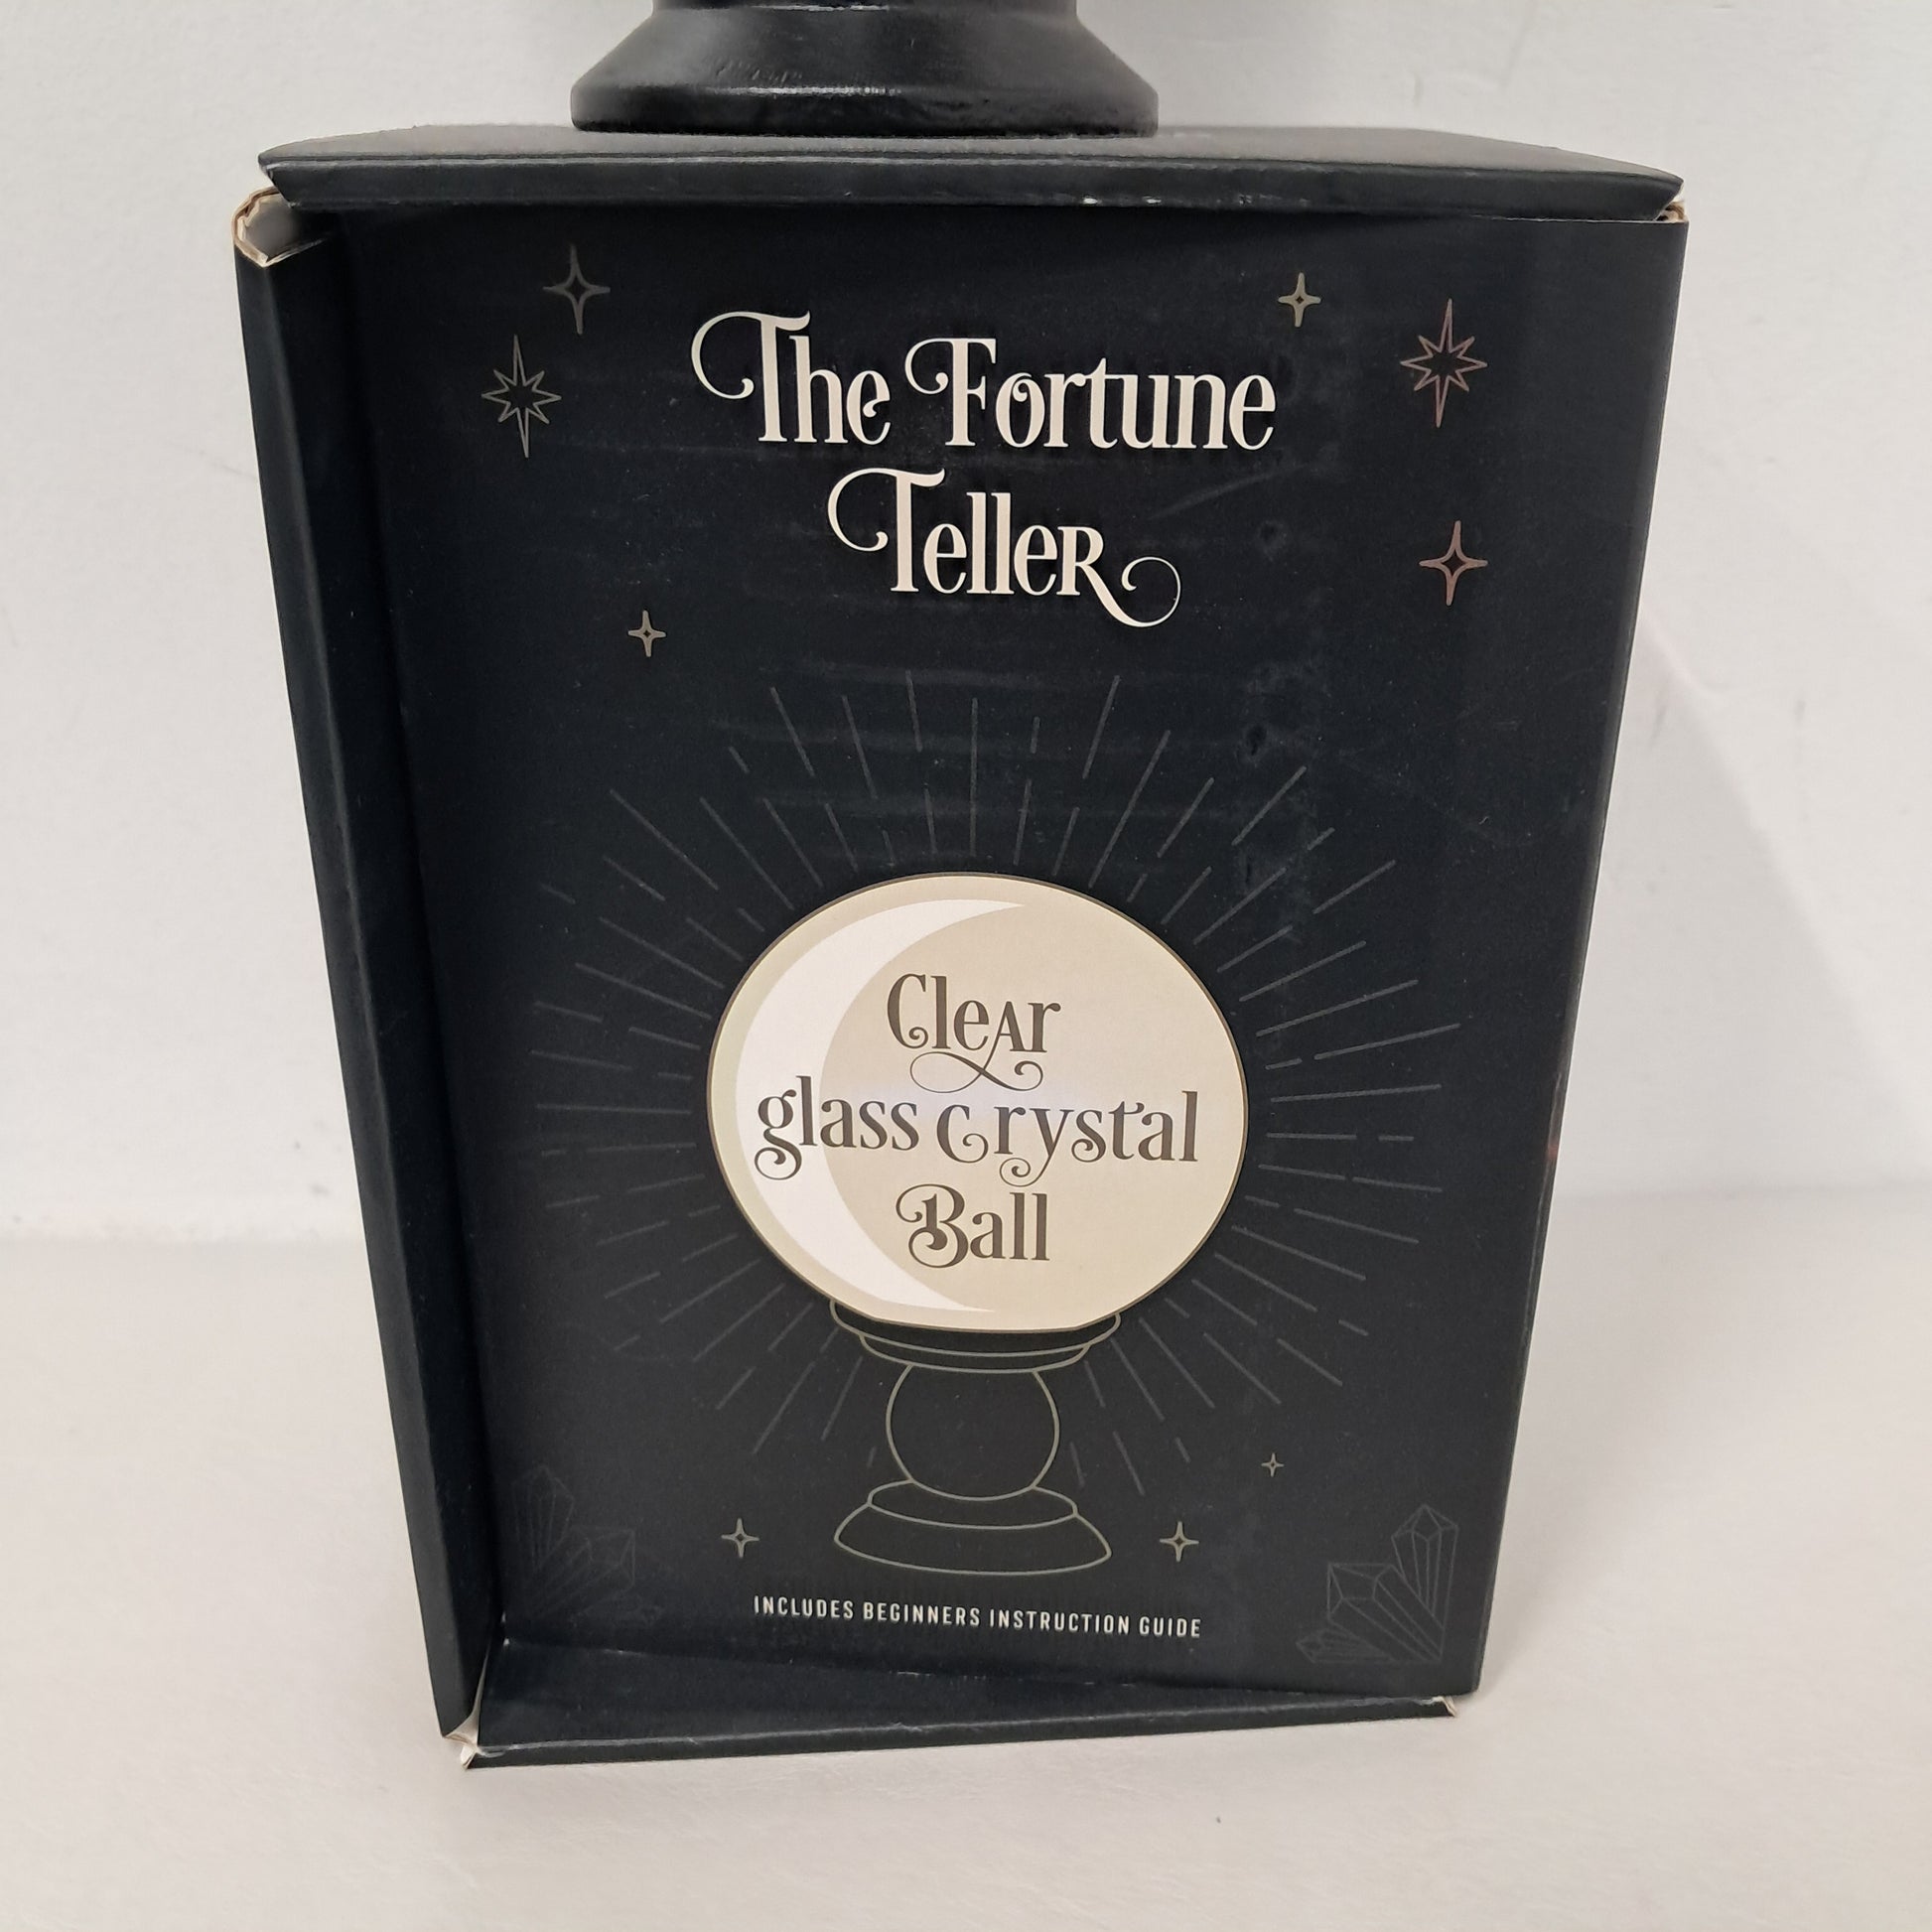 The Fortune
Teller
Clear
glass crystal
Ball
INCLUDES BEGINNERS INSTRUCTION GUIDE